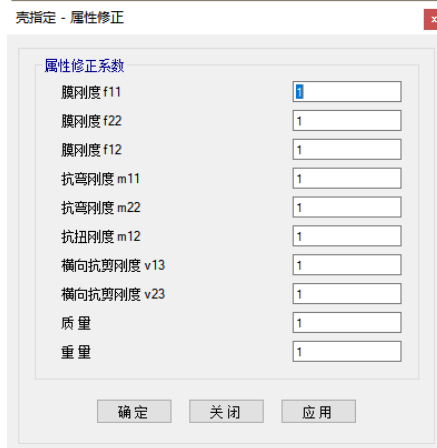 壳指定 - 属性修正
属性修正系数
膜刚度 f11 1
膜刚度 f22 1
膜刚度 f12 1
抗弯刚度 m11 1
抗弯刚度 m22 1
抗扭刚度 m12 1
横向抗剪刚度 v13 1
横向抗剪刚度 v23 1
质量 1
重量 1
确定 关闭 应用